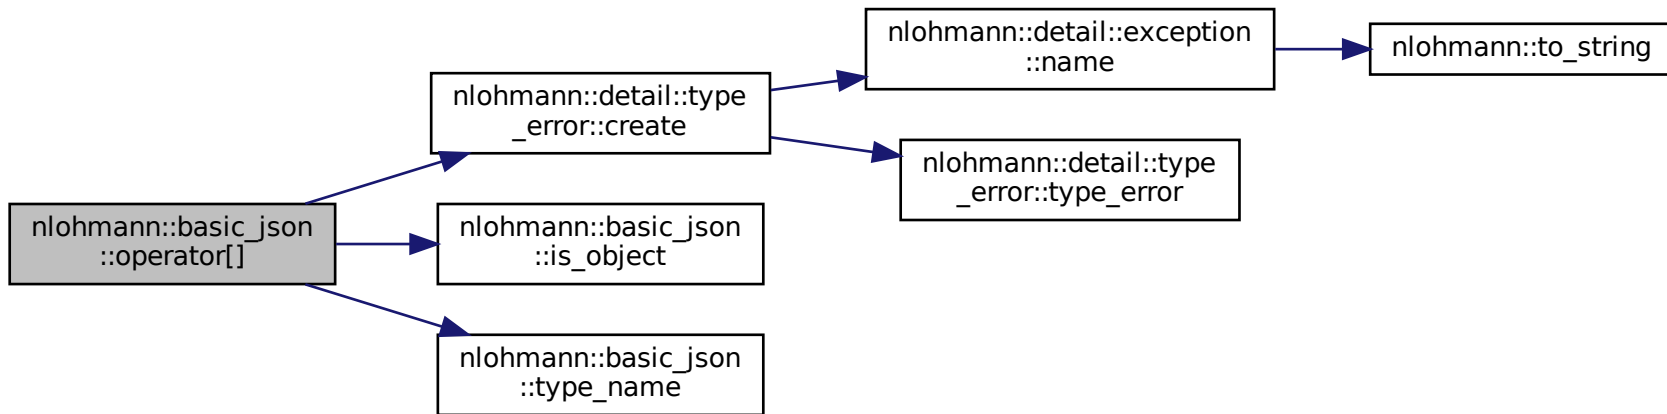 nlohmann::basic_json
::operator[]
nlohmann::detail::type
_error::create
nlohmann::basic_json
::is_object
nlohmann::basic_json
::type_name
nlohmann::detail::exception
::name
nlohmann::detail::type
_error::type_error
nlohmann::to_string